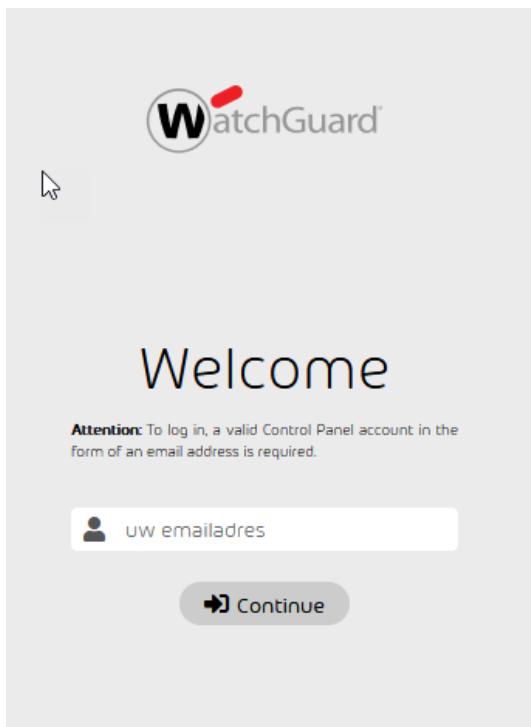 WatchGuard
Welcome
Attention: To log in, a valid Control Panel account in the
form of an email address is required.
uw emailadres
Continue